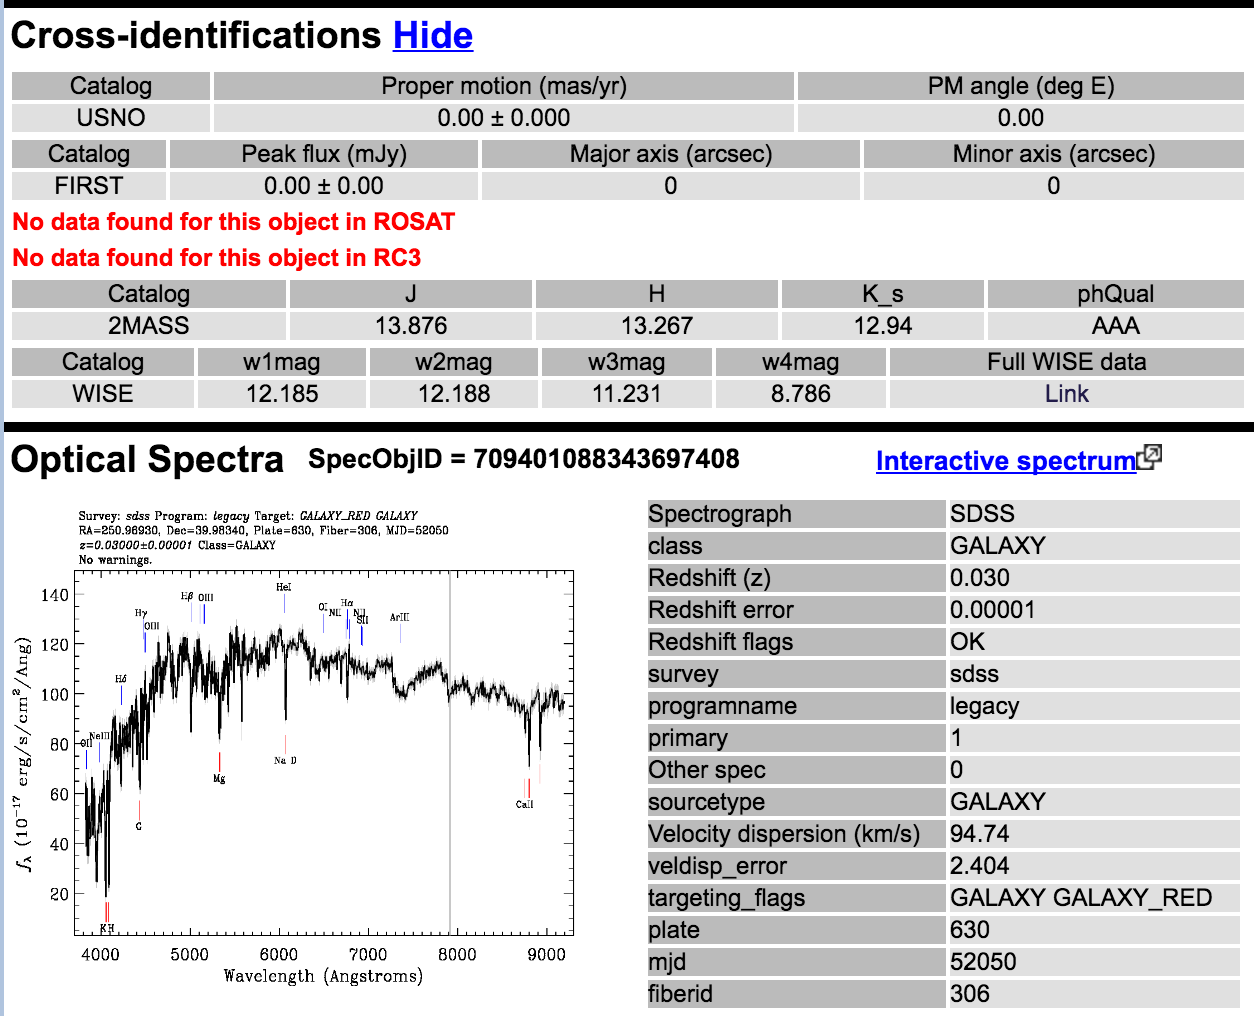 Cross-identifications Hide
Catalog Proper motion (mas/yr) PM angle (deg E)
USNO 0.00 ± 0.000 0.00
Catalog Peak flux (mJy) Major axis (arcsec) Minor axis (arcsec)
FIRST 0.00 ± 0.00 0 0
No data found for this object in ROSAT
No data found for this object in RC3
Catalog J H K_s phQual
2MASS 13.876 13.267 12.94 AAA
Catalog w1mag w2mag w3mag w4mag Full WISE data
WISE 12.185 12.188 11.231 8.786 Link
Optical Spectra SpecObjID = 709401088343697408 Interactive spectrum
Survey: sdss Program: legacy Target: GALAXY_RED GALAXY
RA=250.96930, Dec=39.98340, Plate=630, Fiber=306, MJD=52050
z=0.03000±0.00001 Class=GALAXY
No warnings.
140
120
100
80
60
40
20
fλ (10⁻¹⁷ erg/s/cm²/Ang)
OII
NeIII
Hδ
Hγ
OIII
Hβ OIII
HeI
OI
NII
Hα
NII
SII
ArIII
K H
G
Mg
Na D
CaII
4000 5000 6000 7000 8000 9000
Wavelength (Angstroms)
Spectrograph SDSS
class GALAXY
Redshift (z) 0.030
Redshift error 0.00001
Redshift flags OK
survey sdss
programname legacy
primary 1
Other spec 0
sourcetype GALAXY
Velocity dispersion (km/s) 94.74
veldisp_error 2.404
targeting_flags GALAXY GALAXY_RED
plate 630
mjd 52050
fiberid 306